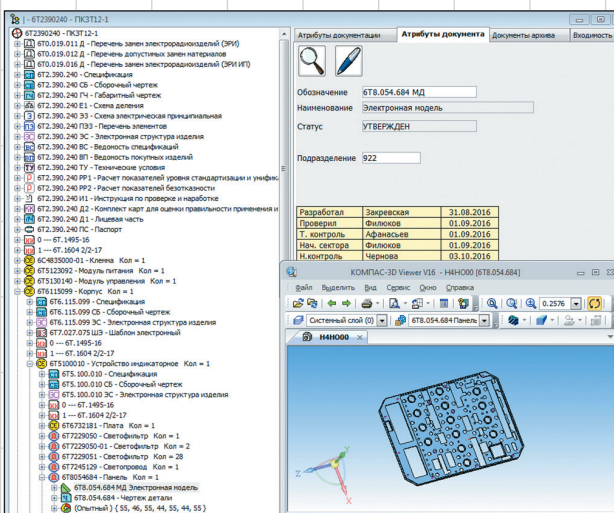 | - 6Т2390240 - ПКЗТ12-1
6Т2390240 - ПКЗТ12-1
6Т0.019.011 Д - Перечень замен электрорадиоизделий (ЭРИ)
6Т0.019.012 Д - Перечень допустимых замен материалов
6Т0.019.016 Д - Перечень замен электрорадиоизделий (ЭРИ ИП)
6Т2.390.240 - Спецификация
6Т2.390.240 СБ - Сборочный чертеж
6Т2.390.240 ГЧ - Габаритный чертеж
6Т2.390.240 Е1 - Схема деления
6Т2.390.240 Э3 - Схема электрическая принципиальная
6Т2.390.240 ПЭ3 - Перечень элементов
6Т2.390.240 ЭС - Электронная структура изделия
6Т2.390.240 ВС - Ведомость спецификаций
6Т2.390.240 ВП - Ведомость покупных изделий
6Т2.390.240 ТУ - Технические условия
6Т2.390.240 РР1 - Расчет показателей уровня стандартизации и унифик
6Т2.390.240 РР2 - Расчет показателей безотказности
6Т2.390.240 И1 - Инструкция по проверке и наработке
6Т2.390.240 Д2 - Комплект карт для оценки правильности применения и
6Т2.390.240 Д1 - Лицевая часть
6Т2.390.240 ПС - Паспорт
0 --- 6Т.1495-16
1 --- 6Т.1604 2/2-17
6С4835000-01 - Клемма Кол = 1
6Т5123092 - Модуль питания Кол = 1
6Т5130140 - Модуль управления Кол = 1
6Т6115099 - Корпус Кол = 1
6Т6.115.099 - Спецификация
6Т6.115.099 СБ - Сборочный чертеж
6Т6.115.099 ЭС - Электронная структура изделия
6Т7.027.075 ШЭ - Шаблон электронный
0 --- 6Т.1495-16
1 --- 6Т.1604 2/2-17
6Т5100010 - Устройство индикаторное Кол = 1
6Т5.100.010 - Спецификация
6Т5.100.010 СБ - Сборочный чертеж
6Т5.100.010 ЭС - Электронная структура изделия
0 --- 6Т.1495-16
1 --- 6Т.1604 2/2-17
6Т6732181 - Плата Кол = 1
6Т7229050 - Светофильтр Кол = 1
6Т7229050-01 - Светофильтр Кол = 2
6Т7229051 - Светофильтр Кол = 28
6Т7245129 - Светопровод Кол = 1
6Т8054684 - Панель Кол = 1
6Т8.054.684 МД Электронная модель
6Т8.054.684 - Чертеж детали
(Опытный ) { 55, 46, 55, 44, 55, 44, 55 }
Атрибуты документации Атрибуты документа Документы архива Входимость
Обозначение 6Т8.054.684 МД
Наименование Электронная модель
Статус УТВЕРЖДЕН
Подразделение 922
Разработал Закревская 31.08.2016
Проверил Филюков 01.09.2016
Т. контроль Афанасьев 01.09.2016
Нач. сектора Филюков 01.09.2016
Н.контроль Чернова 03.10.2016
КОМПАС-3D Viewer V16 - Н4Н000 [6Т8.054.684]
Файл Выделить Вид Сервис Окно Помощь
0.2576
Системный слой (0) 6Т8.054.684 Панель
Н4Н000
Z
Y
X